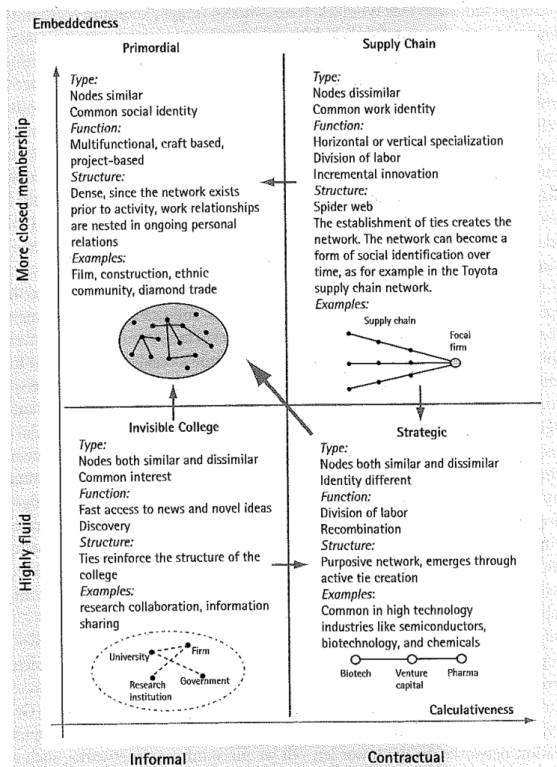 Embeddedness
Primordial
Type:
Nodes similar
Common social identity
Function:
Multifunctional, craft based,
project-based
Structure:
Dense, since the network exists
prior to activity, work relationships
are nested in ongoing personal
relations
Examples:
Film, construction, ethnic
community, diamond trade
Supply Chain
Type:
Nodes dissimilar
Common work identity
Function:
Horizontal or vertical specialization
Division of labor
Incremental innovation
Structure:
Spider web
The establishment of ties creates the
network. The network can become a
form of social identification over
time, as for example in the Toyota
supply chain network.
Examples:
Supply chain
Focal
firm
More closed membership
Invisible College
Type:
Nodes both similar and dissimilar
Common interest
Function:
Fast access to news and novel ideas
Discovery
Structure:
Ties reinforce the structure of the
college
Examples:
research collaboration, information
sharing
University
Firm
Research
institution
Government
Strategic
Type:
Nodes both similar and dissimilar
Identity different
Function:
Division of labor
Recombination
Structure:
Purposive network, emerges through
active tie creation
Examples:
Common in high technology
industries like semiconductors,
biotechnology, and chemicals
Biotech
Venture
capital
Pharma
Highly fluid
Calculativeness
Informal
Contractual